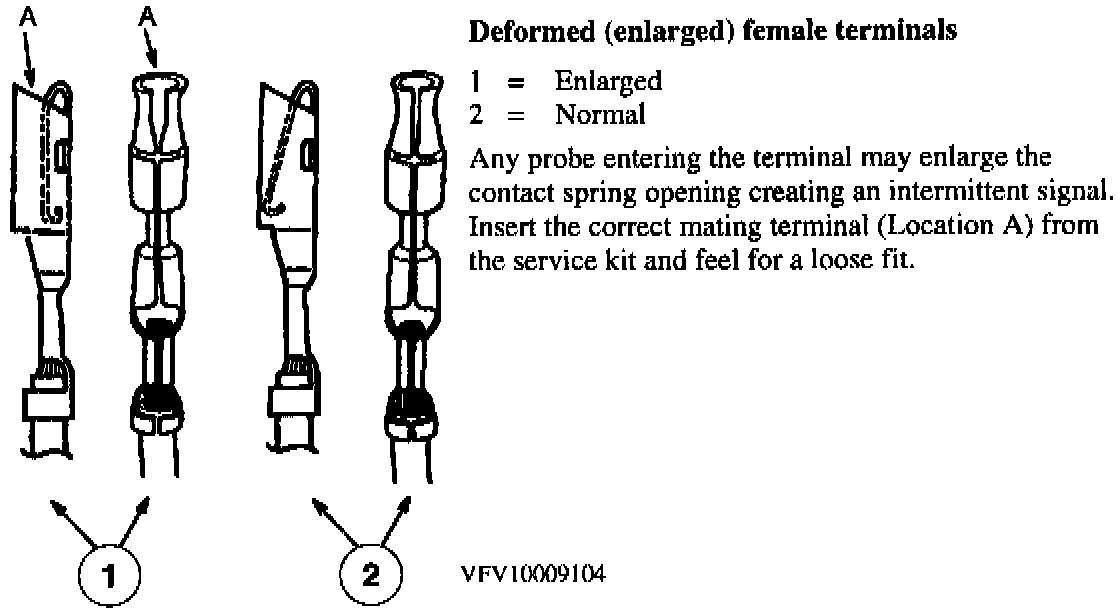 A A
Deformed (enlarged) female terminals
1 = Enlarged
2 = Normal
Any probe entering the terminal may enlarge the
contact spring opening creating an intermittent signal.
Insert the correct mating terminal (Location A) from
the service kit and feel for a loose fit.
1 2
VFV10009104